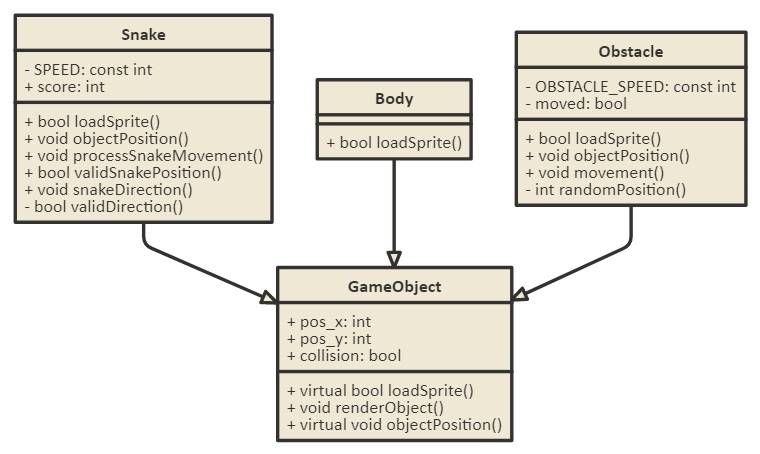 Snake
- SPEED: const int
+ score: int
+ bool loadSprite()
+ void objectPosition()
+ void processSnakeMovement()
+ bool validSnakePosition()
+ void snakeDirection()
- bool validDirection()
Body
+ bool loadSprite()
Obstacle
- OBSTACLE_SPEED: const int
- moved: bool
+ bool loadSprite()
+ void objectPosition()
+ void movement()
- int randomPosition()
GameObject
+ pos_x: int
+ pos_y: int
+ collision: bool
+ virtual bool loadSprite()
+ void renderObject()
+ virtual void objectPosition()